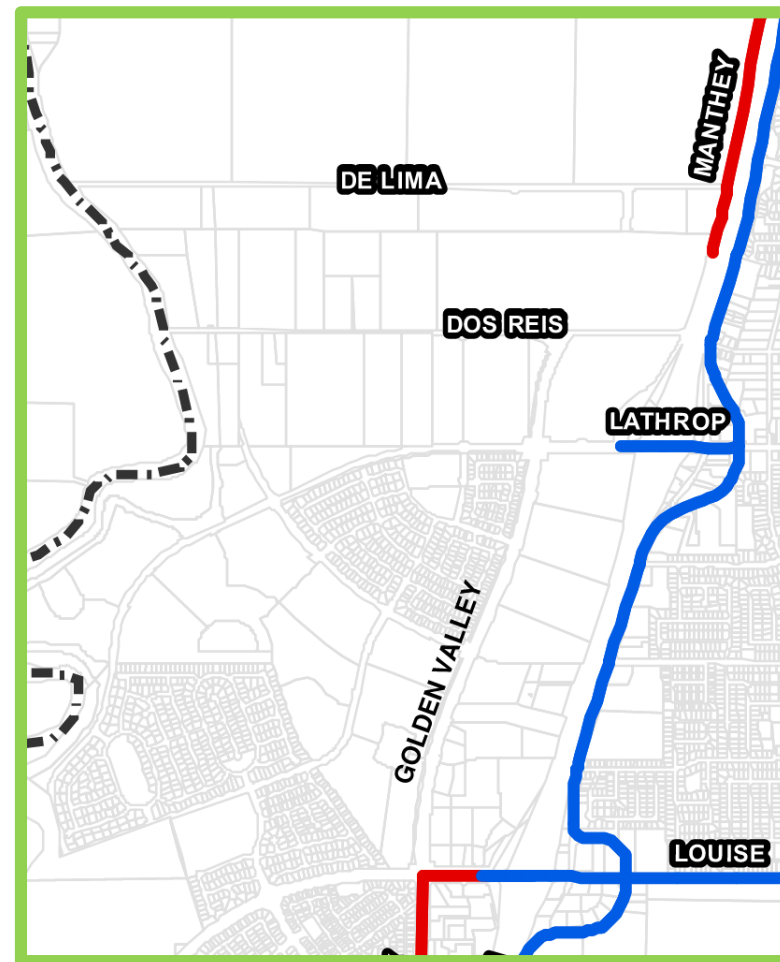 MANTHEY
DE LIMA
DOS REIS
LATHROP
GOLDEN VALLEY
LOUISE